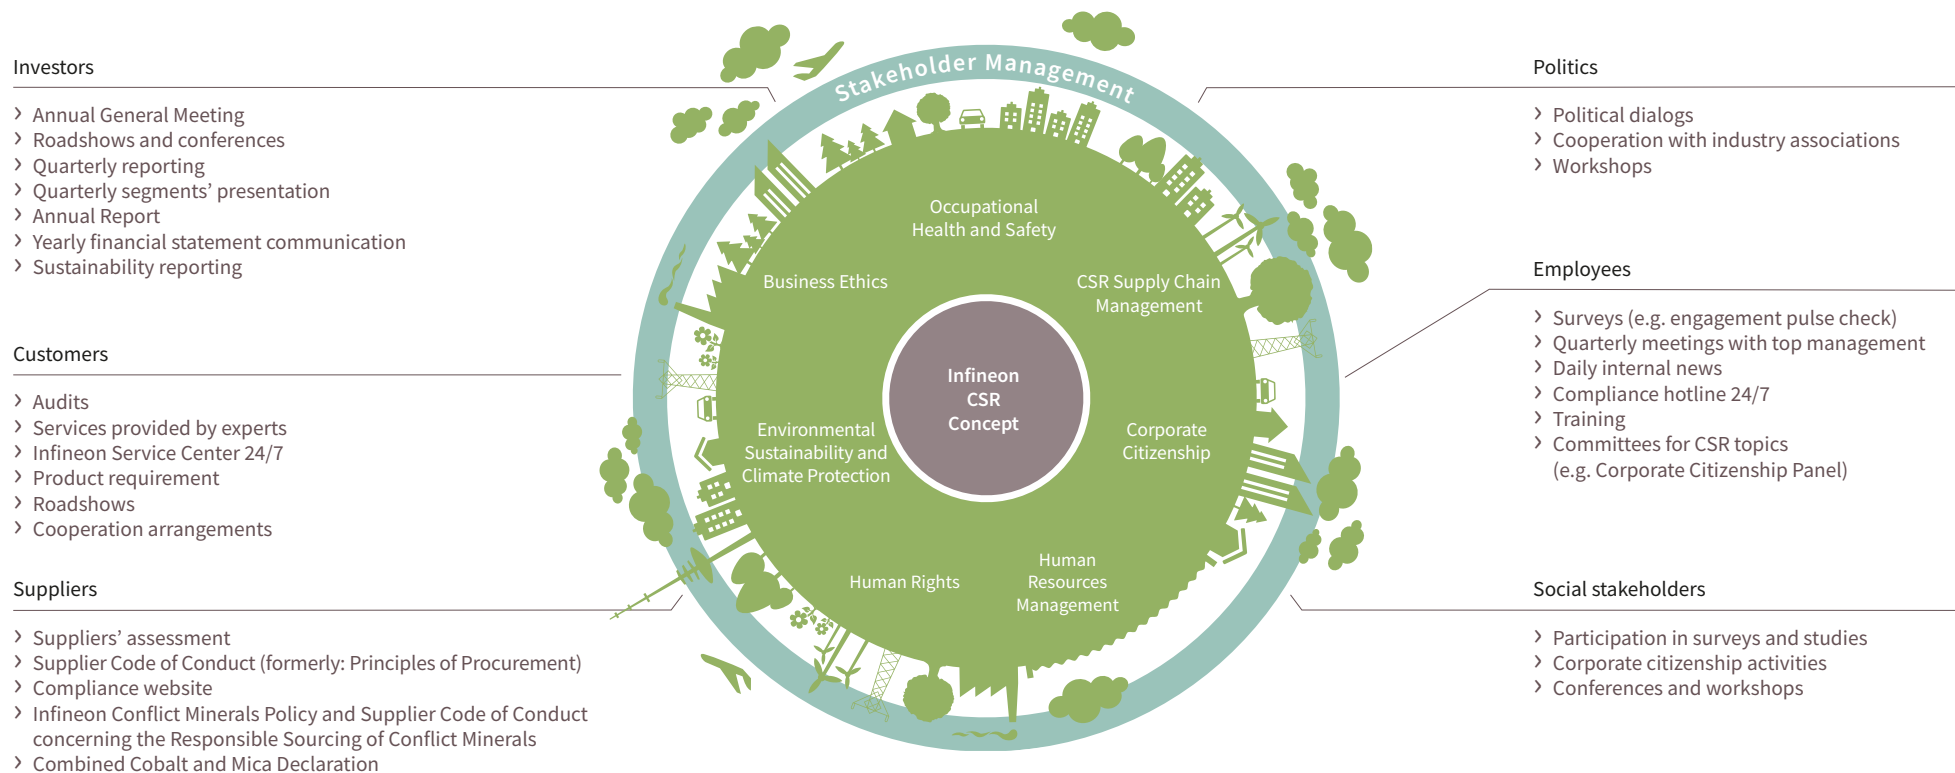 Investors
› Annual General Meeting
› Roadshows and conferences
› Quarterly reporting
› Quarterly segments’ presentation
› Annual Report
› Yearly financial statement communication
› Sustainability reporting
Customers
› Audits
› Services provided by experts
› Infineon Service Center 24/7
› Product requirement
› Roadshows
› Cooperation arrangements
Suppliers
› Suppliers’ assessment
› Supplier Code of Conduct (formerly: Principles of Procurement)
› Compliance website
› Infineon Conflict Minerals Policy and Supplier Code of Conduct
concerning the Responsible Sourcing of Conflict Minerals
› Combined Cobalt and Mica Declaration
Stakeholder Management
Occupational
Health and Safety
Business Ethics
CSR Supply Chain
Management
Infineon
CSR
Concept
Environmental
Sustainability and
Climate Protection
Corporate
Citizenship
Human Rights
Human
Resources
Management
Politics
› Political dialogs
› Cooperation with industry associations
› Workshops
Employees
› Surveys (e.g. engagement pulse check)
› Quarterly meetings with top management
› Daily internal news
› Compliance hotline 24/7
› Training
› Committees for CSR topics
(e.g. Corporate Citizenship Panel)
Social stakeholders
› Participation in surveys and studies
› Corporate citizenship activities
› Conferences and workshops